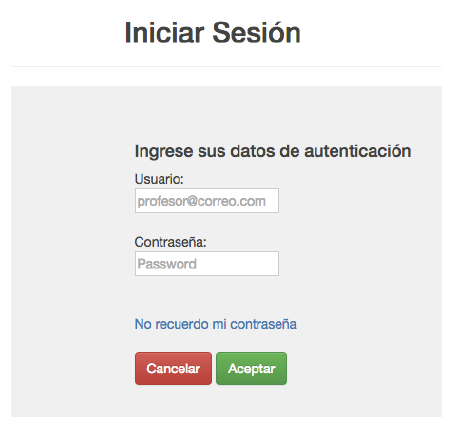 Iniciar Sesión
Ingrese sus datos de autenticación
Usuario:
profesor@correo.com
Contraseña:
Password
No recuerdo mi contraseña
Cancelar Aceptar